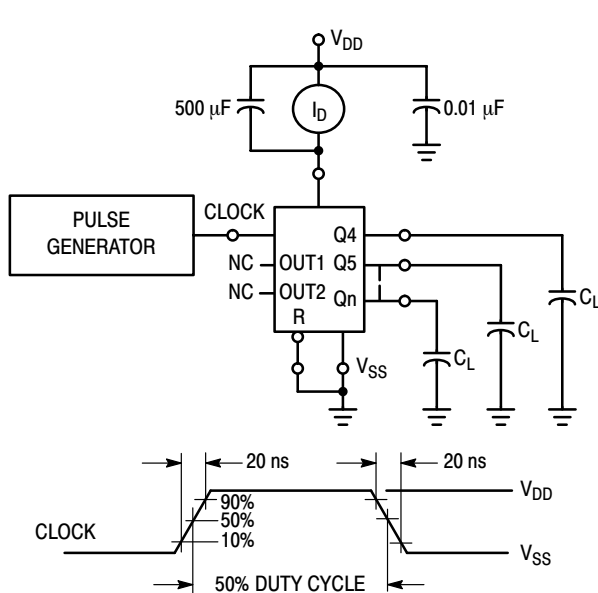 VDD
500 μF
ID
0.01 μF
PULSE
GENERATOR
CLOCK
NC
OUT1
NC
OUT2
R
Q4
Q5
Qn
VSS
CL
CL
CL
20 ns
20 ns
90%
50%
10%
CLOCK
VDD
VSS
50% DUTY CYCLE